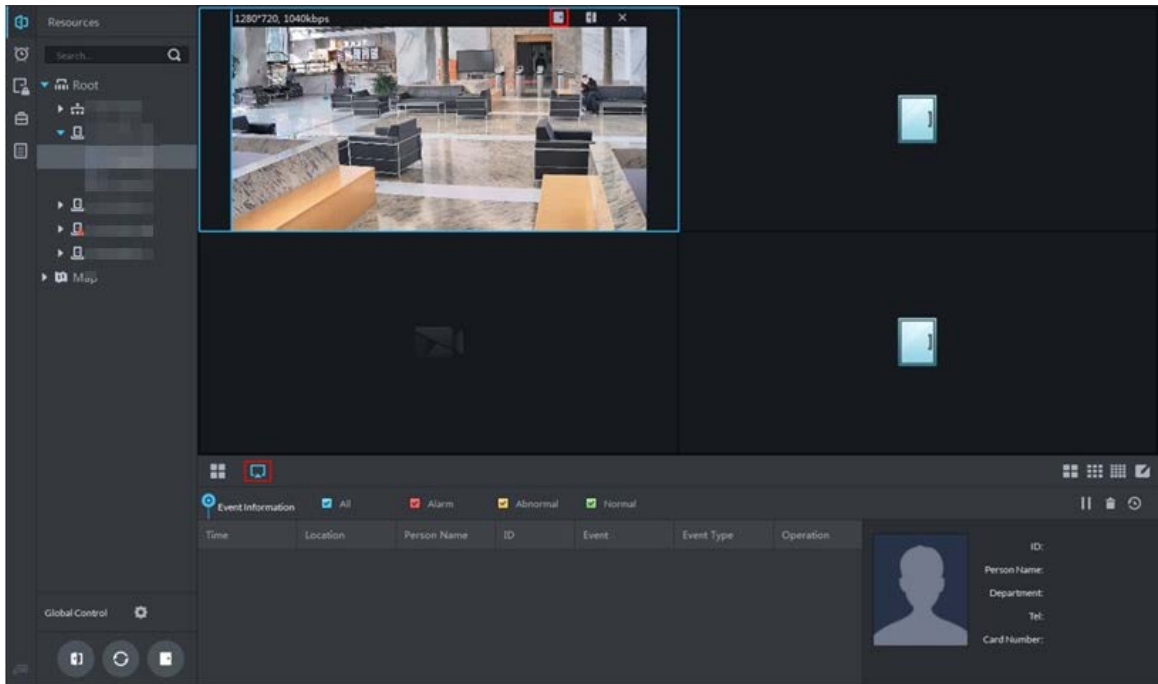 Resources
1280*720, 1040kbps
Search...
Root
Map
Event Information
All
Alarm
Abnormal
Normal
Time
Location
Person Name
ID
Event
Event Type
Operation
ID:
Person Name:
Department:
Tel:
Card Number:
Global Control